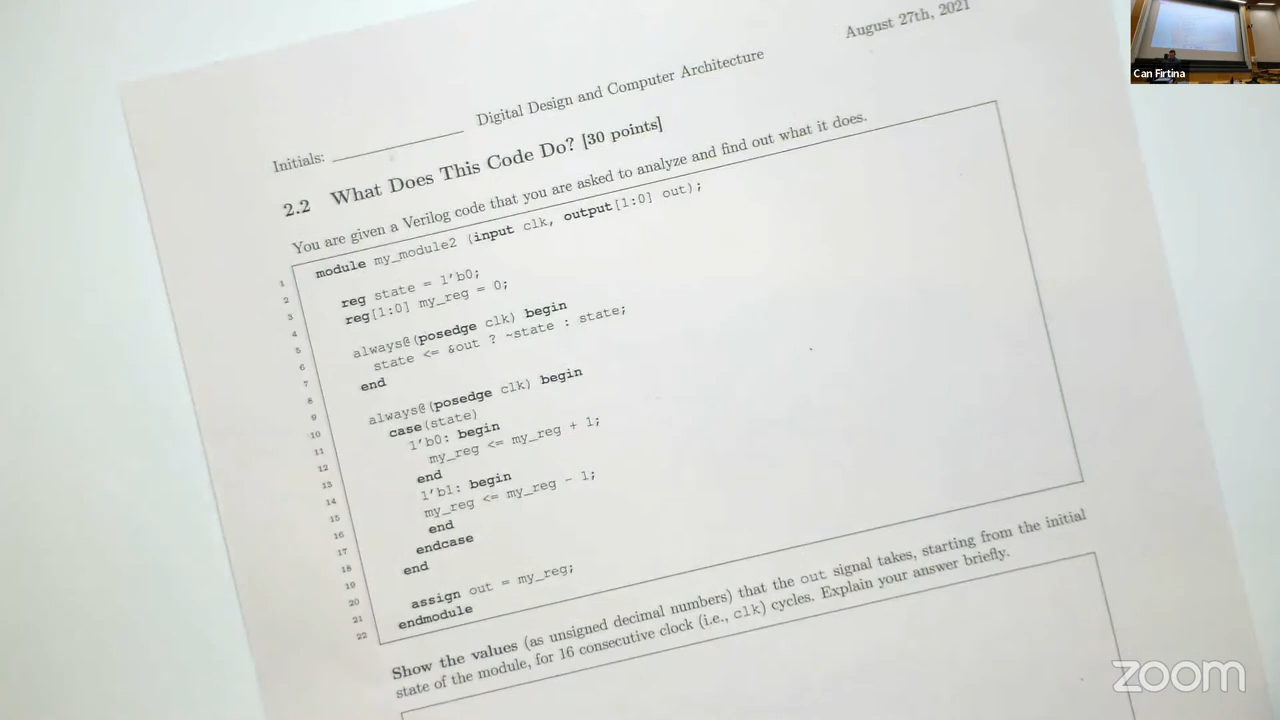 August 27th, 2021
Can Firtina
Initials:
Digital Design and Computer Architecture
2.2 What Does This Code Do? [30 points]
You are given a Verilog code that you are asked to analyze and find out what it does.
1 module my_module2 (input clk, output[1:0] out);
2
3 reg state = 1'b0;
4 reg[1:0] my_reg = 0;
5
6 always@(posedge clk) begin
7 state <= &out ? ~state : state;
8 end
9
10 always@(posedge clk) begin
11 case(state)
12 1'b0: begin
13 my_reg <= my_reg + 1;
14 end
15 1'b1: begin
16 my_reg <= my_reg - 1;
17 end
18 endcase
19 end
20
21 assign out = my_reg;
22 endmodule
Show the values (as unsigned decimal numbers) that the out signal takes, starting from the initial
state of the module, for 16 consecutive clock (i.e., clk) cycles. Explain your answer briefly.
zoom